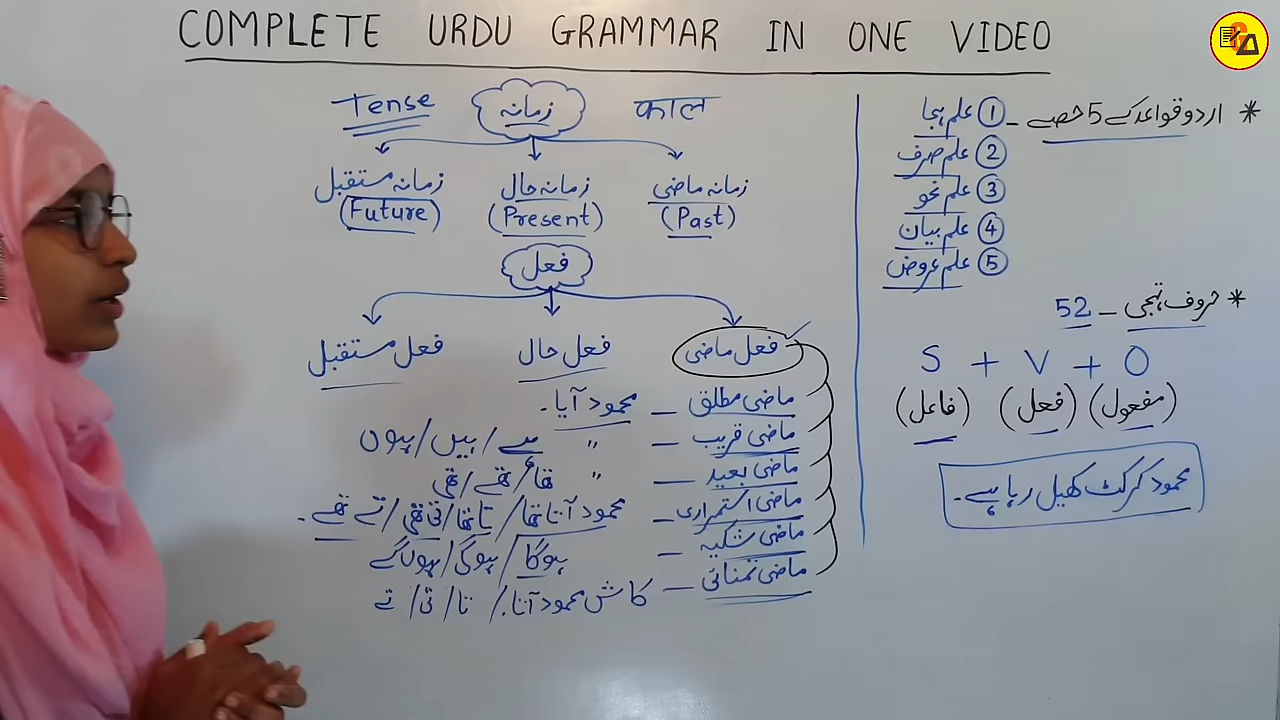 COMPLETE URDU GRAMMAR IN ONE VIDEO
* اردو قواعد کے 5 حصے ـ
① علم ہجا
② علم صرف
③ علم نحو
④ علم بیان
⑤ علم عروض
* حروف تہجی ـ 52
S + V + O
(فاعل) (فعل) (مفعول)
محمود کرکٹ کھیل رہا ہے۔
Tense زمانہ काल
زمانہ ماضی زمانہ حال زمانہ مستقبل
(Past) (Present) (Future)
فعل
فعل ماضی فعل حال فعل مستقبل
ماضی مطلق ـ محمود آیا۔
ماضی قریب ـ " ہے/ہیں/ہوں
ماضی بعید ـ " تھا/تھے/تھی
ماضی استمراری ـ محمود آتا تھا/تا تھا/تی تھی/تے تھے۔
ماضی شکیہ ـ ہوگا/ہوگی/ہوں گے
ماضی تمنائی ـ کاش محمود آتا۔/تا/تی/تے